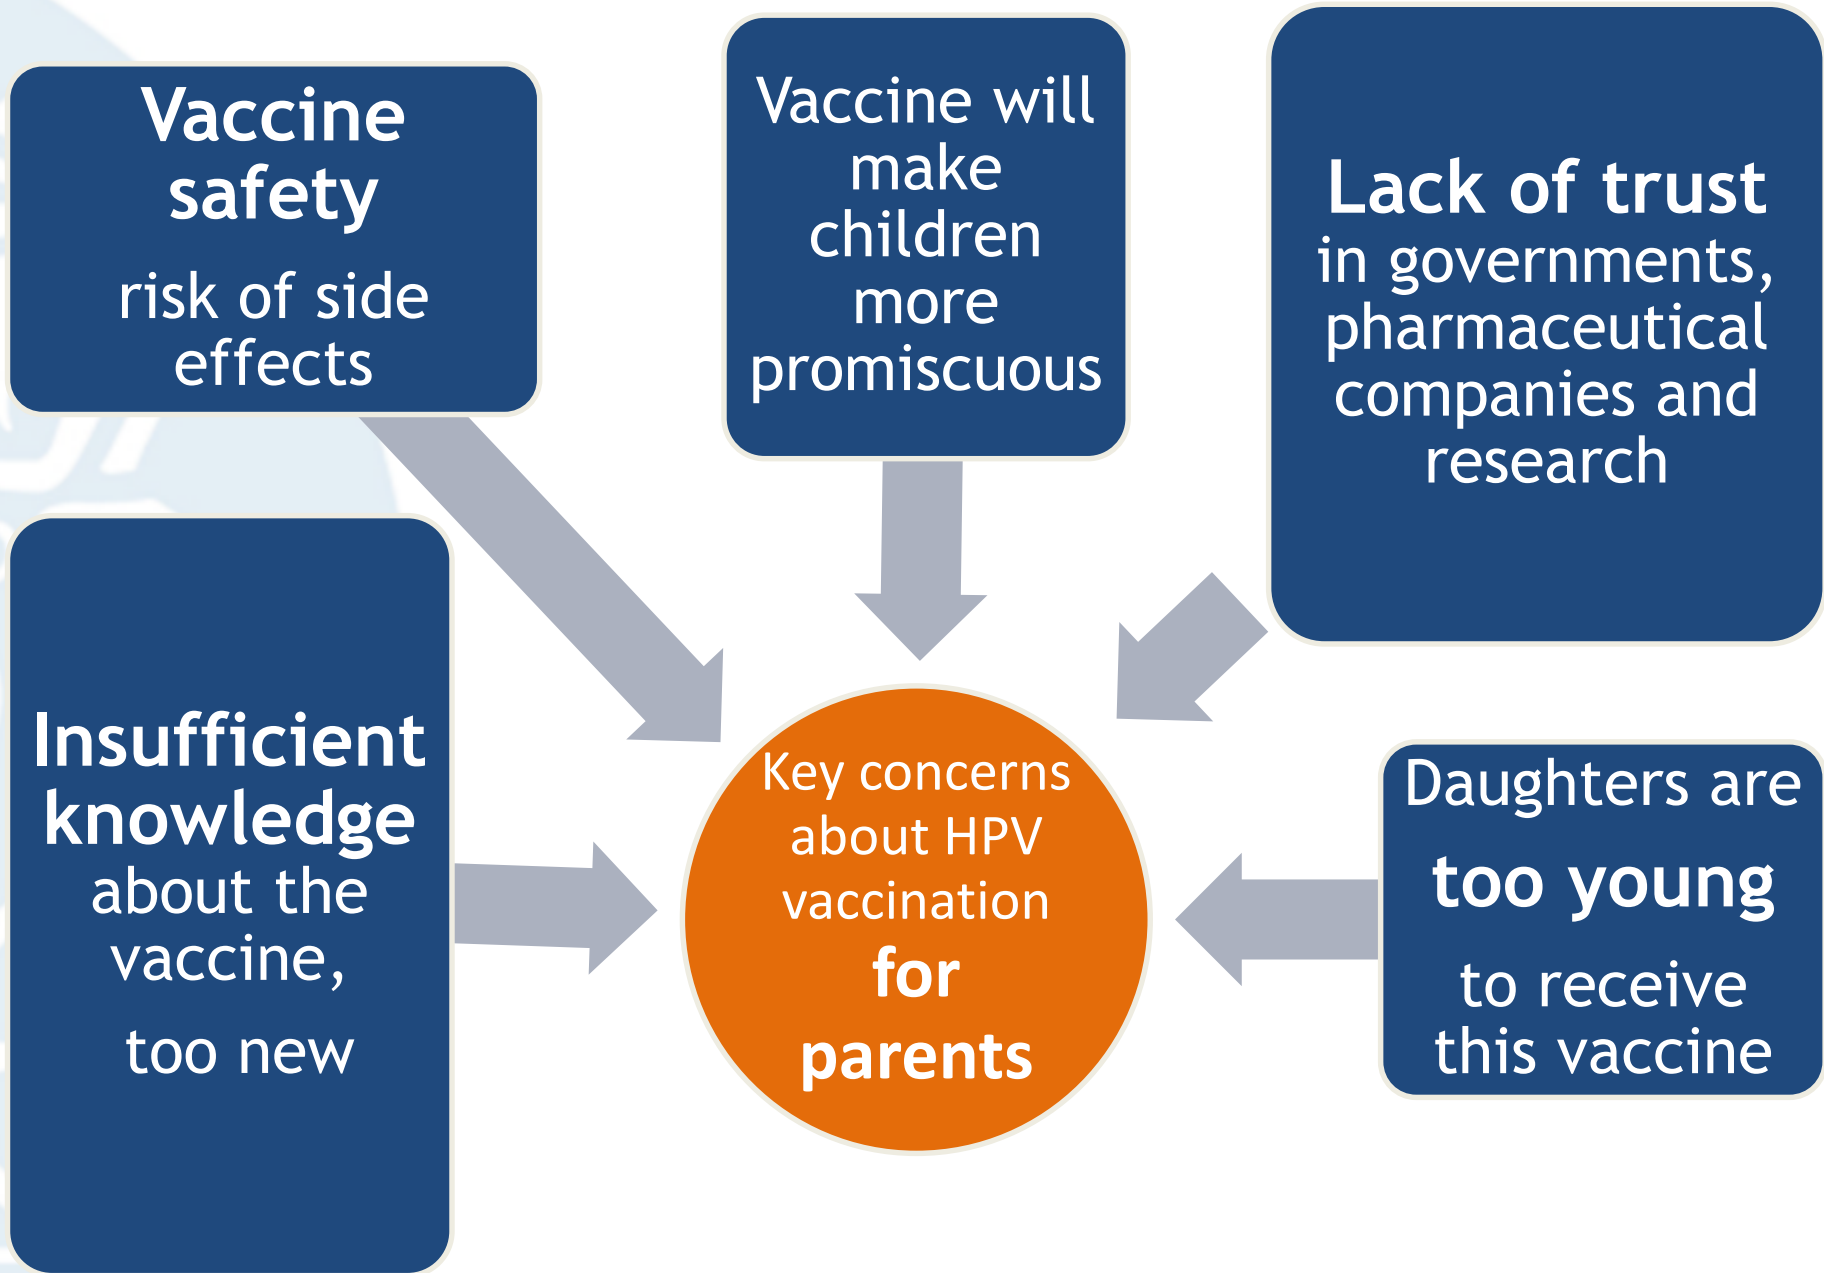 Vaccine
safety
risk of side
effects
Vaccine will
make
children
more
promiscuous
Lack of trust
in governments,
pharmaceutical
companies and
research
Insufficient
knowledge
about the
vaccine,
too new
Key concerns
about HPV
vaccination
for
parents
Daughters are
too young
to receive
this vaccine